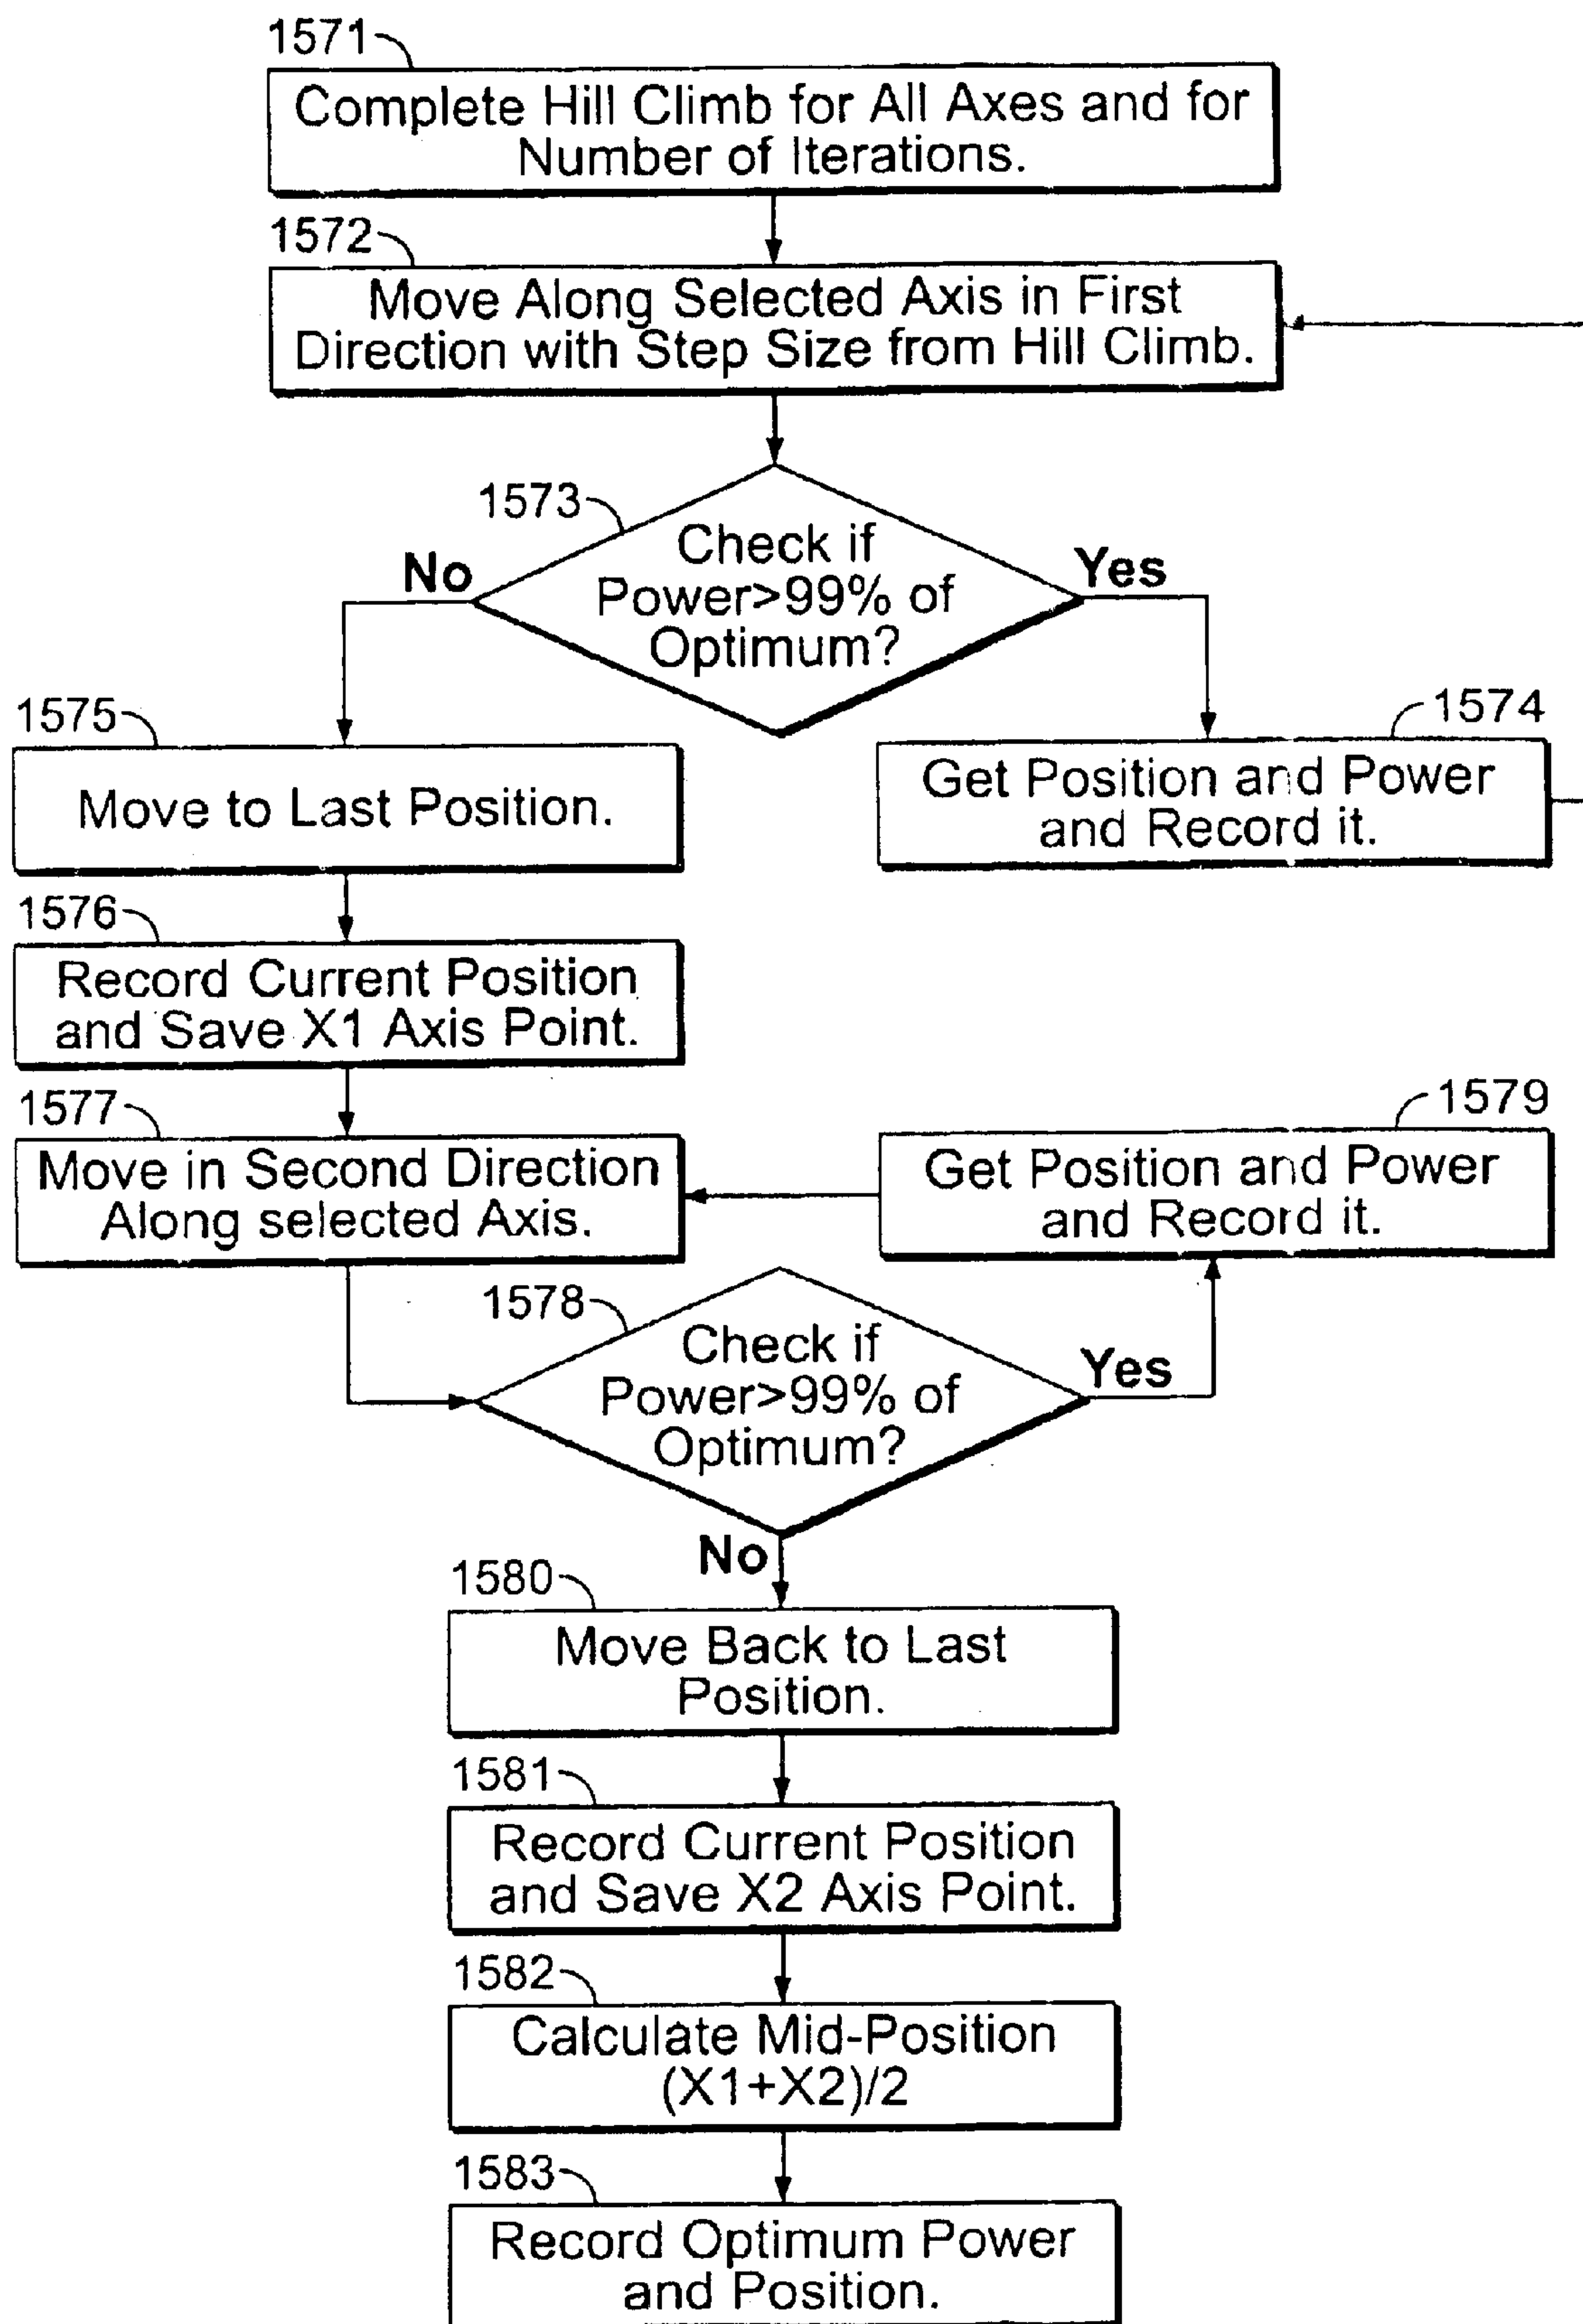 1571
Complete Hill Climb for All Axes and for
Number of Iterations.
1572
Move Along Selected Axis in First
Direction with Step Size from Hill Climb.
1573
Check if
Power>99% of
Optimum?
No
Yes
1575
Move to Last Position.
1574
Get Position and Power
and Record it.
1576
Record Current Position
and Save X1 Axis Point.
1577
Move in Second Direction
Along selected Axis.
1579
Get Position and Power
and Record it.
1578
Check if
Power>99% of
Optimum?
Yes
No
1580
Move Back to Last
Position.
1581
Record Current Position
and Save X2 Axis Point.
1582
Calculate Mid-Position
(X1+X2)/2
1583
Record Optimum Power
and Position.